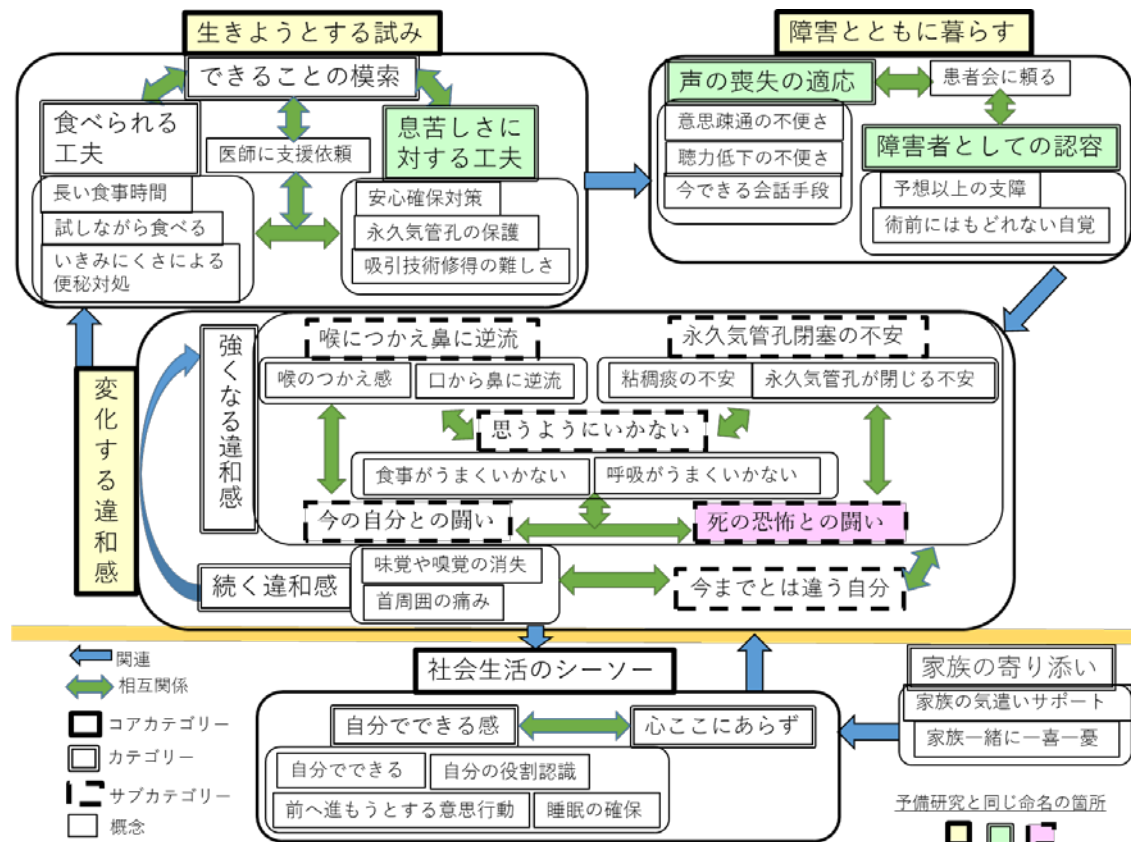 生きようとする試み
できることの模索
食べられる
工夫
医師に支援依頼
息苦しさに
対する工夫
長い食事時間
試しながら食べる
いきみにくさによる
便秘対処
安心確保対策
永久気管孔の保護
吸引技術修得の難しさ
障害とともに暮らす
声の喪失の適応
患者会に頼る
意思疎通の不便さ
聴力低下の不便さ
今できる会話手段
障害者としての認容
予想以上の支障
術前にはもどれない自覚
変化する違和感
強くなる違和感
喉につかえ鼻に逆流
喉のつかえ感
口から鼻に逆流
永久気管孔閉塞の不安
粘稠痰の不安
永久気管孔が閉じる不安
思うようにいかない
食事がうまくいかない
呼吸がうまくいかない
今の自分との闘い
死の恐怖との闘い
続く違和感
味覚や嗅覚の消失
首周囲の痛み
今までとは違う自分
社会生活のシーソー
自分でできる感
心ここにあらず
自分でできる
自分の役割認識
前へ進もうとする意思行動
睡眠の確保
家族の寄り添い
家族の気遣いサポート
家族一緒に一喜一憂
関連
相互関係
コアカテゴリー
カテゴリー
サブカテゴリー
概念
予備研究と同じ命名の箇所